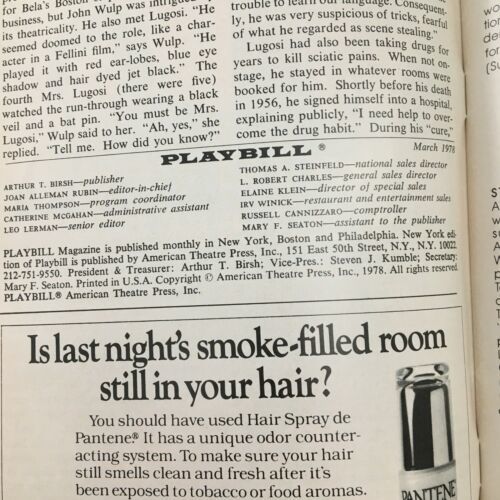 for Bela's Boston
business, but John Wulp was intrigued
its theatricality. He also met Lugosi. "He
seemed doomed to the role, like a char-
acter in a Fellini film," says Wulp. "He
played it with red ear-lobes, blue eye
shadow and hair dyed jet black." The
fourth Mrs. Lugosi (there were five)
watched the run-through wearing a black
veil and a bat pin. "You must be Mrs.
Lugosi," Wulp said to her. "Ah, yes," she
replied. "Tell me. How did you know?"
trouble to learn our language. Consequent-
ly, he was very suspicious of tricks, fearful
of what he regarded as scene stealing."
Lugosi had also been taking drugs for
years to kill sciatic pains. When not on-
stage, he stayed in whatever rooms were
booked for him. Shortly before his death
in 1956, he signed himself into a hospital,
explaining publicly, "I need help to over-
come the drug habit." During his "cure,"
PLAYBILL ®
March 1978
ARTHUR T. BIRSH—publisher
JOAN ALLEMAN RUBIN—editor-in-chief
MARIA THOMPSON—program coordinator
CATHERINE McGAHAN—administrative assistant
LEO LERMAN—senior editor
THOMAS A. STEINFELD—national sales director
L. ROBERT CHARLES—general sales director
ELAINE KLEIN—director of special sales
IRV WINICK—restaurant and entertainment sales
RUSSELL CANNIZZARO—comptroller
MARY F. SEATON—assistant to the publisher
PLAYBILL Magazine is published monthly in New York, Boston and Philadelphia. New York edi-
tion of Playbill is published by American Theatre Press, Inc., 151 East 50th Street, N.Y., N.Y. 10022.
212-751-9550. President & Treasurer: Arthur T. Birsh; Vice-Pres.: Steven J. Kumble; Secretary:
Mary F. Seaton. Printed in U.S.A. Copyright © American Theatre Press, Inc., 1978. All rights reserved.
PLAYBILL® American Theatre Press, Inc.
Is last night's smoke-filled room
still in your hair?
You should have used Hair Spray de
Pantene.® It has a unique odor counter-
acting system. To make sure your hair
still smells clean and fresh after it's
been exposed to tobacco or food aromas.
PANTENE